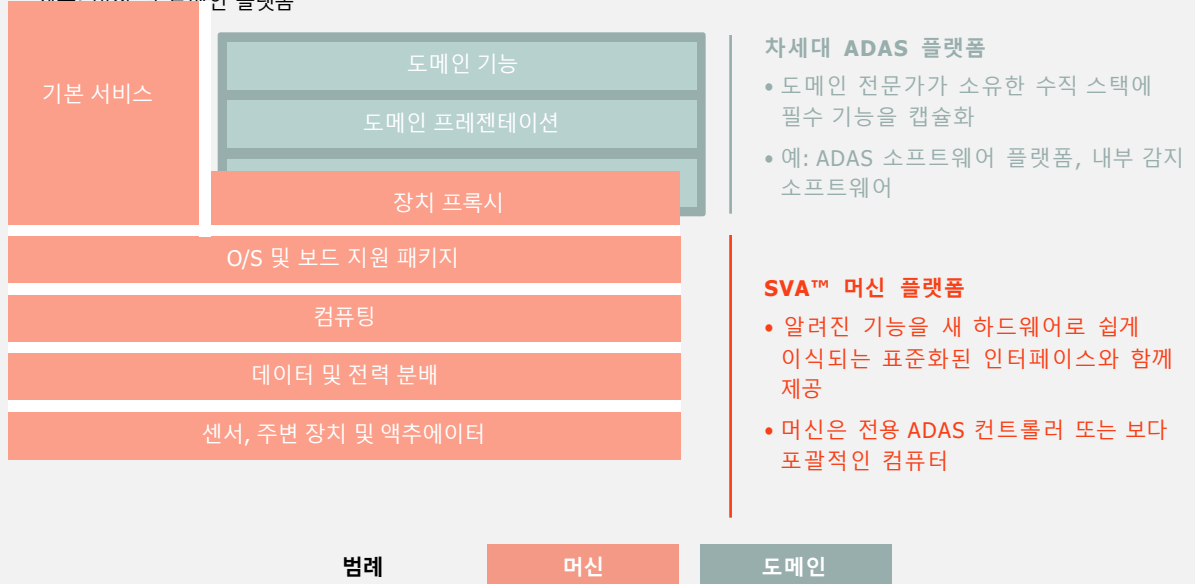 도메인 플랫폼
기본 서비스
도메인 기능
도메인 프레젠테이션
장치 프록시
O/S 및 보드 지원 패키지
컴퓨팅
데이터 및 전력 분배
센서, 주변 장치 및 액추에이터
차세대 ADAS 플랫폼
• 도메인 전문가가 소유한 수직 스택에
필수 기능을 캡슐화
• 예: ADAS 소프트웨어 플랫폼, 내부 감지
소프트웨어
SVA™ 머신 플랫폼
• 알려진 기능을 새 하드웨어로 쉽게
이식되는 표준화된 인터페이스와 함께
제공
• 머신은 전용 ADAS 컨트롤러 또는 보다
포괄적인 컴퓨터
범례
머신
도메인